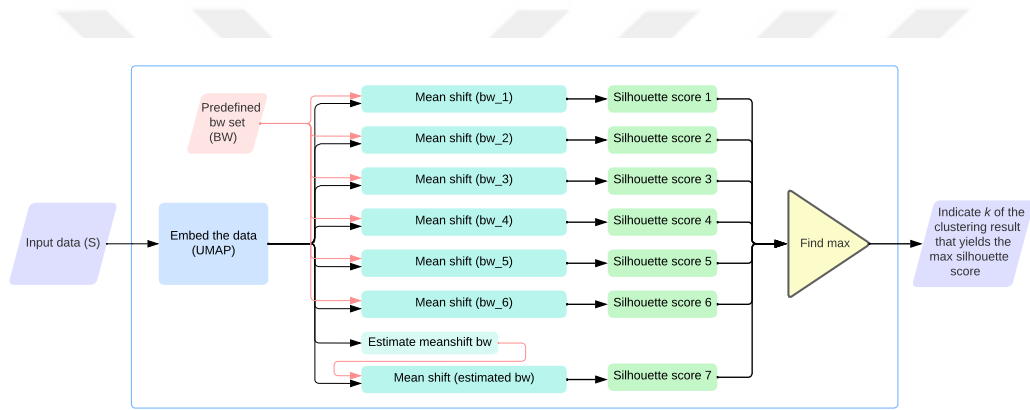 Predefined
bw set
(BW)
Input data (S)
Embed the data
(UMAP)
Mean shift (bw_1)
Silhouette score 1
Mean shift (bw_2)
Silhouette score 2
Mean shift (bw_3)
Silhouette score 3
Mean shift (bw_4)
Silhouette score 4
Mean shift (bw_5)
Silhouette score 5
Mean shift (bw_6)
Silhouette score 6
Estimate meanshift bw
Mean shift (estimated bw)
Silhouette score 7
Find max
Indicate k of the
clustering result
that yields the
max silhouette
score